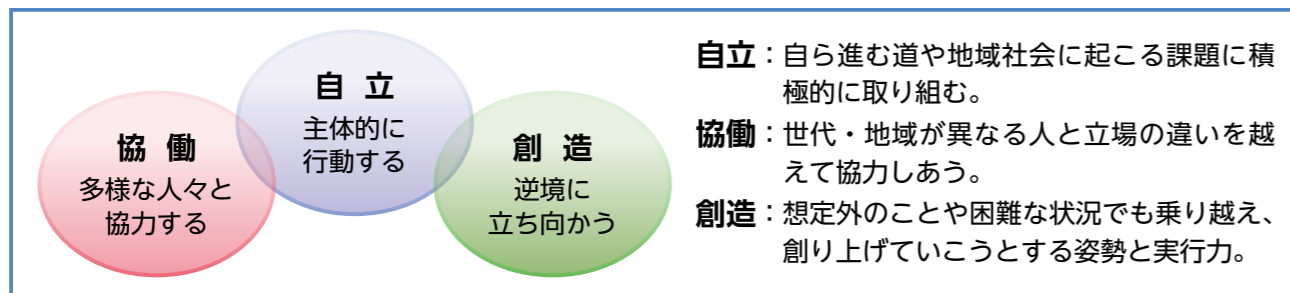 自 立
主体的に
行動する
協 働
多様な人々と
協力する
創 造
逆境に
立ち向かう
自立：自ら進む道や地域社会に起こる課題に積
極的に取り組む。
協働：世代・地域が異なる人と立場の違いを越
えて協力しあう。
創造：想定外のことや困難な状況でも乗り越え、
創り上げていこうとする姿勢と実行力。